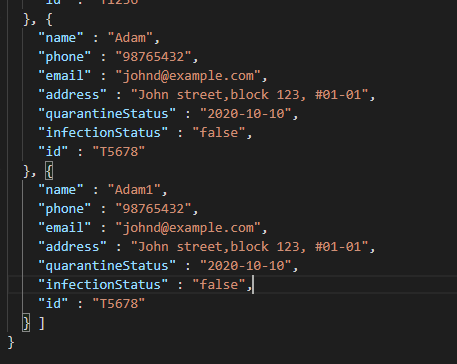 "id" : "T1256"
}, {
"name" : "Adam",
"phone" : "98765432",
"email" : "johnd@example.com",
"address" : "John street,block 123, #01-01",
"quarantineStatus" : "2020-10-10",
"infectionStatus" : "false",
"id" : "T5678"
}, {
"name" : "Adam1",
"phone" : "98765432",
"email" : "johnd@example.com",
"address" : "John street,block 123, #01-01",
"quarantineStatus" : "2020-10-10",
"infectionStatus" : "false",
"id" : "T5678"
} ]
}